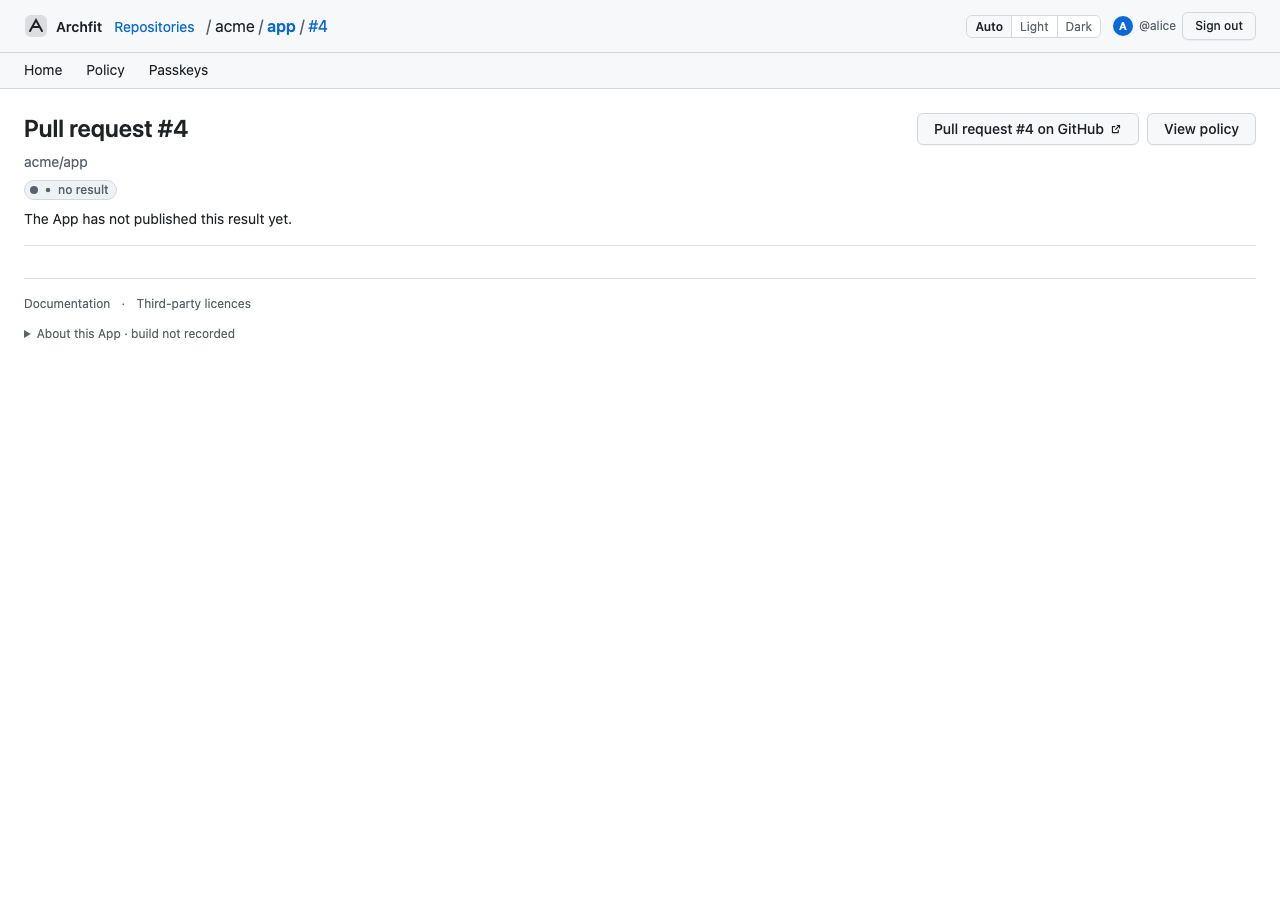 Archfit Repositories / acme / app / #4 Auto Light Dark A @alice Sign out
Home Policy Passkeys
Pull request #4 Pull request #4 on GitHub View policy
acme/app
no result
The App has not published this result yet.
Documentation · Third-party licences
About this App · build not recorded